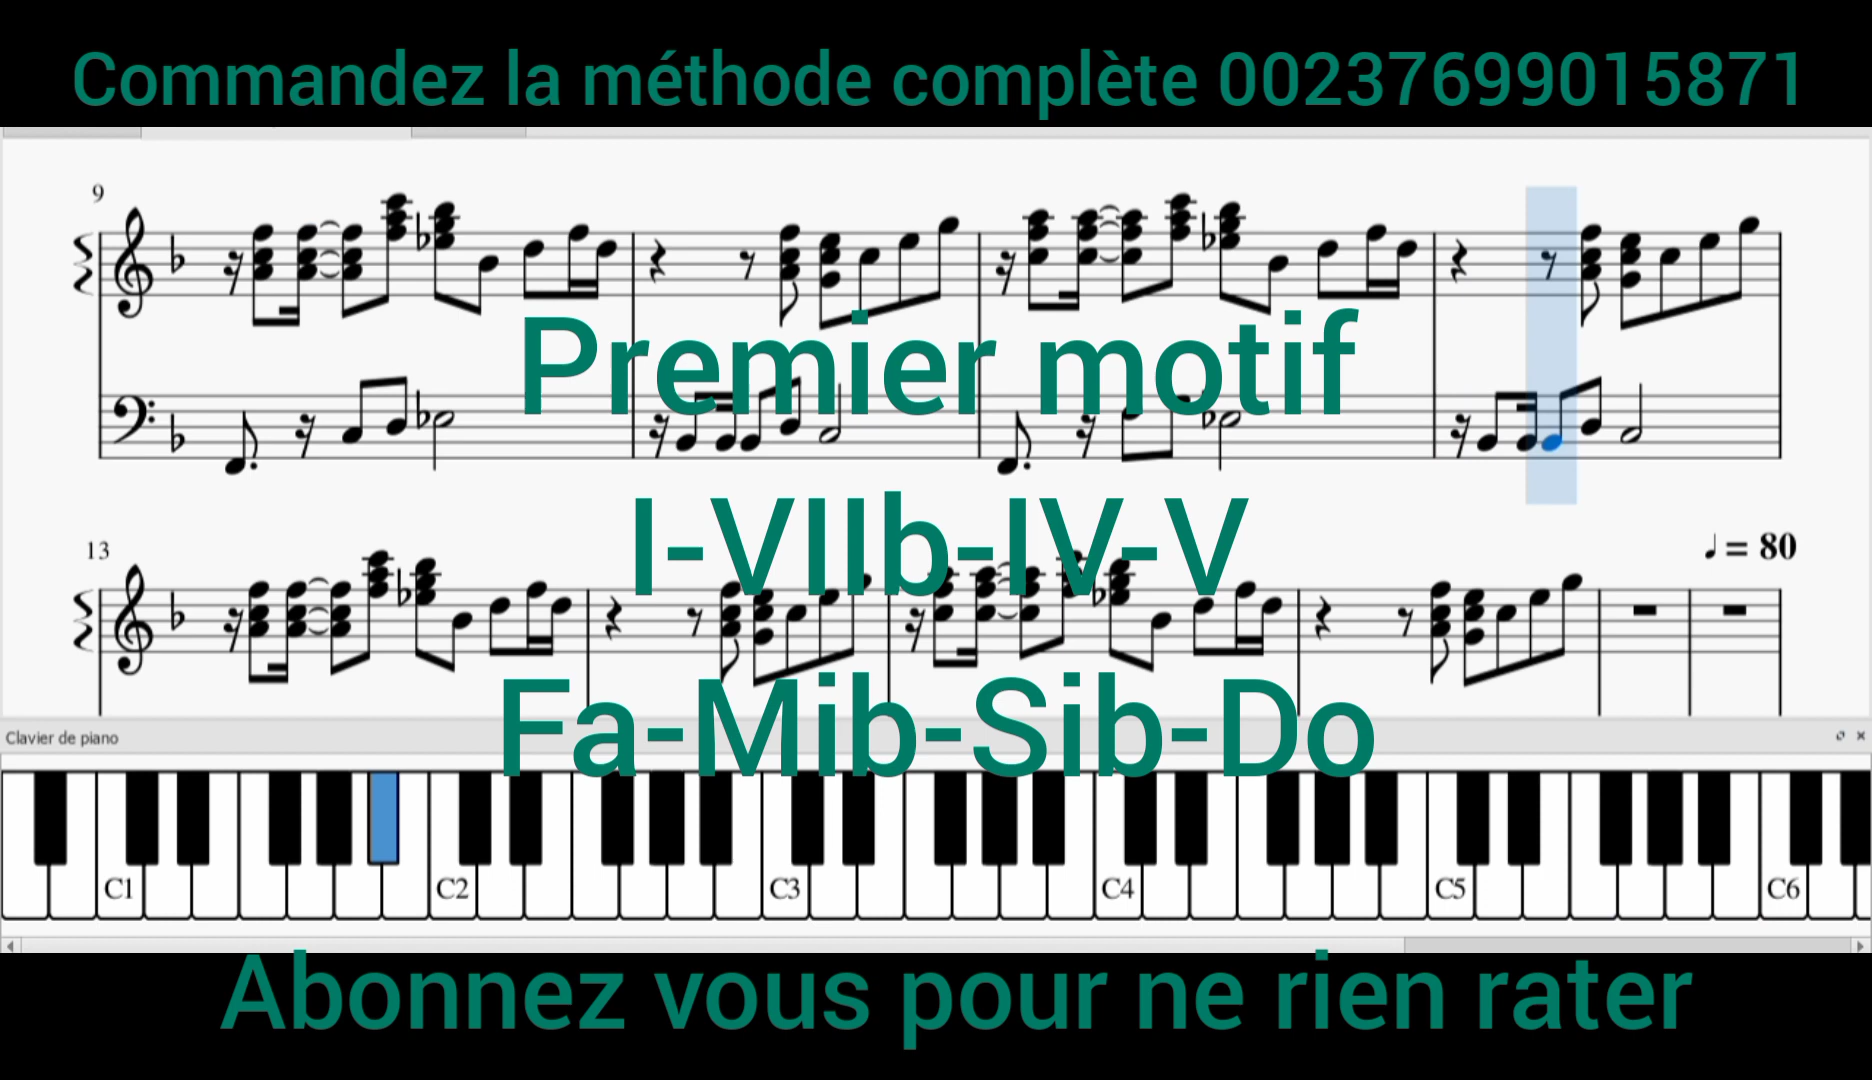 Commandez la méthode complète 00237699015871
9
Premier motif
I-VIIb-IV-V
13
♩ = 80
Fa-Mib-Sib-Do
Clavier de piano
C1 C2 C3 C4 C5 C6
Abonnez vous pour ne rien rater